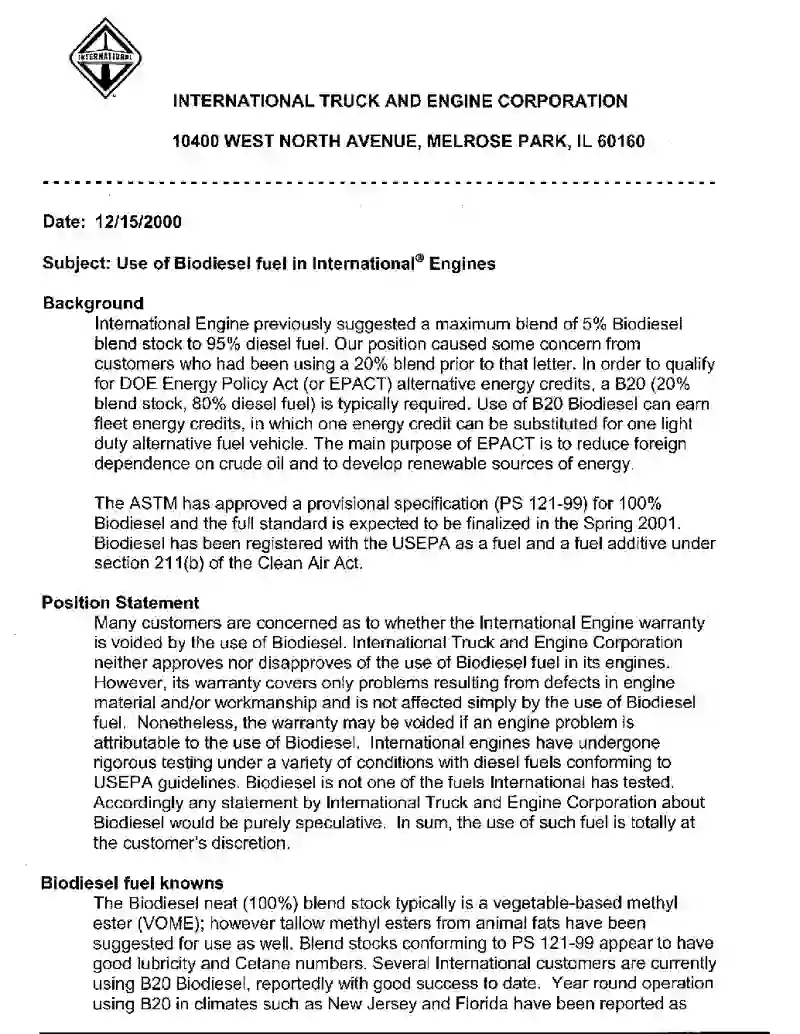 INTERNATIONAL
INTERNATIONAL TRUCK AND ENGINE CORPORATION
10400 WEST NORTH AVENUE, MELROSE PARK, IL 60160
Date: 12/15/2000
Subject: Use of Biodiesel fuel in International® Engines
Background
International Engine previously suggested a maximum blend of 5% Biodiesel
blend stock to 95% diesel fuel. Our position caused some concern from
customers who had been using a 20% blend prior to that letter. In order to qualify
for DOE Energy Policy Act (or EPACT) alternative energy credits, a B20 (20%
blend stock, 80% diesel fuel) is typically required. Use of B20 Biodiesel can earn
fleet energy credits, in which one energy credit can be substituted for one light
duty alternative fuel vehicle. The main purpose of EPACT is to reduce foreign
dependence on crude oil and to develop renewable sources of energy.
The ASTM has approved a provisional specification (PS 121-99) for 100%
Biodiesel and the full standard is expected to be finalized in the Spring 2001.
Biodiesel has been registered with the USEPA as a fuel and a fuel additive under
section 211(b) of the Clean Air Act.
Position Statement
Many customers are concerned as to whether the International Engine warranty
is voided by the use of Biodiesel. International Truck and Engine Corporation
neither approves nor disapproves of the use of Biodiesel fuel in its engines.
However, its warranty covers only problems resulting from defects in engine
material and/or workmanship and is not affected simply by the use of Biodiesel
fuel. Nonetheless, the warranty may be voided if an engine problem is
attributable to the use of Biodiesel. International engines have undergone
rigorous testing under a variety of conditions with diesel fuels conforming to
USEPA guidelines. Biodiesel is not one of the fuels International has tested.
Accordingly any statement by International Truck and Engine Corporation about
Biodiesel would be purely speculative. In sum, the use of such fuel is totally at
the customer's discretion.
Biodiesel fuel knowns
The Biodiesel neat (100%) blend stock typically is a vegetable-based methyl
ester (VOME); however tallow methyl esters from animal fats have been
suggested for use as well. Blend stocks conforming to PS 121-99 appear to have
good lubricity and Cetane numbers. Several International customers are currently
using B20 Biodiesel, reportedly with good success to date. Year round operation
using B20 in climates such as New Jersey and Florida have been reported as